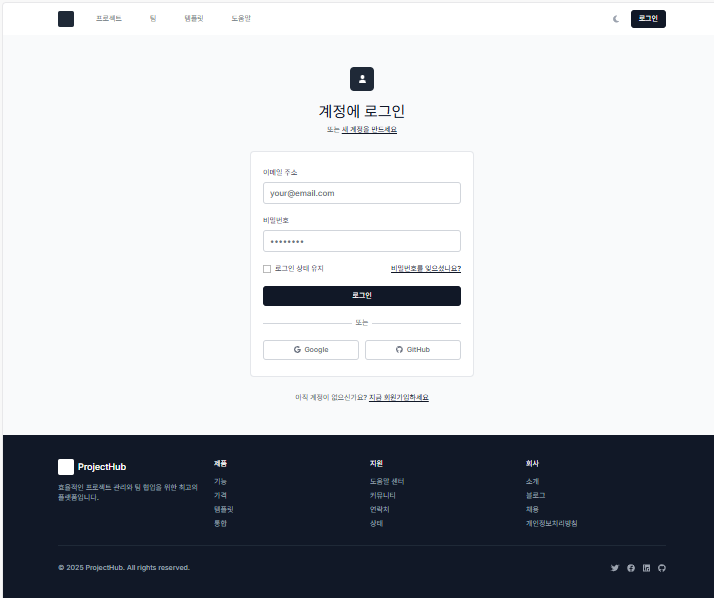 프로젝트 팀 템플릿 도움말 로그인
계정에 로그인
또는 새 계정을 만드세요
이메일 주소
your@email.com
비밀번호
••••••••
로그인 상태 유지 비밀번호를 잊으셨나요?
로그인
또는
Google GitHub
아직 계정이 없으신가요? 지금 회원가입하세요
ProjectHub
효율적인 프로젝트 관리와 팀 협업을 위한 최고의
플랫폼입니다.
제품
기능
가격
템플릿
통합
지원
도움말 센터
커뮤니티
연락처
상태
회사
소개
블로그
채용
개인정보처리방침
© 2025 ProjectHub. All rights reserved.